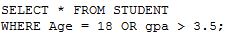 SELECT * FROM STUDENT
WHERE Age = 18 OR gpa > 3.5;